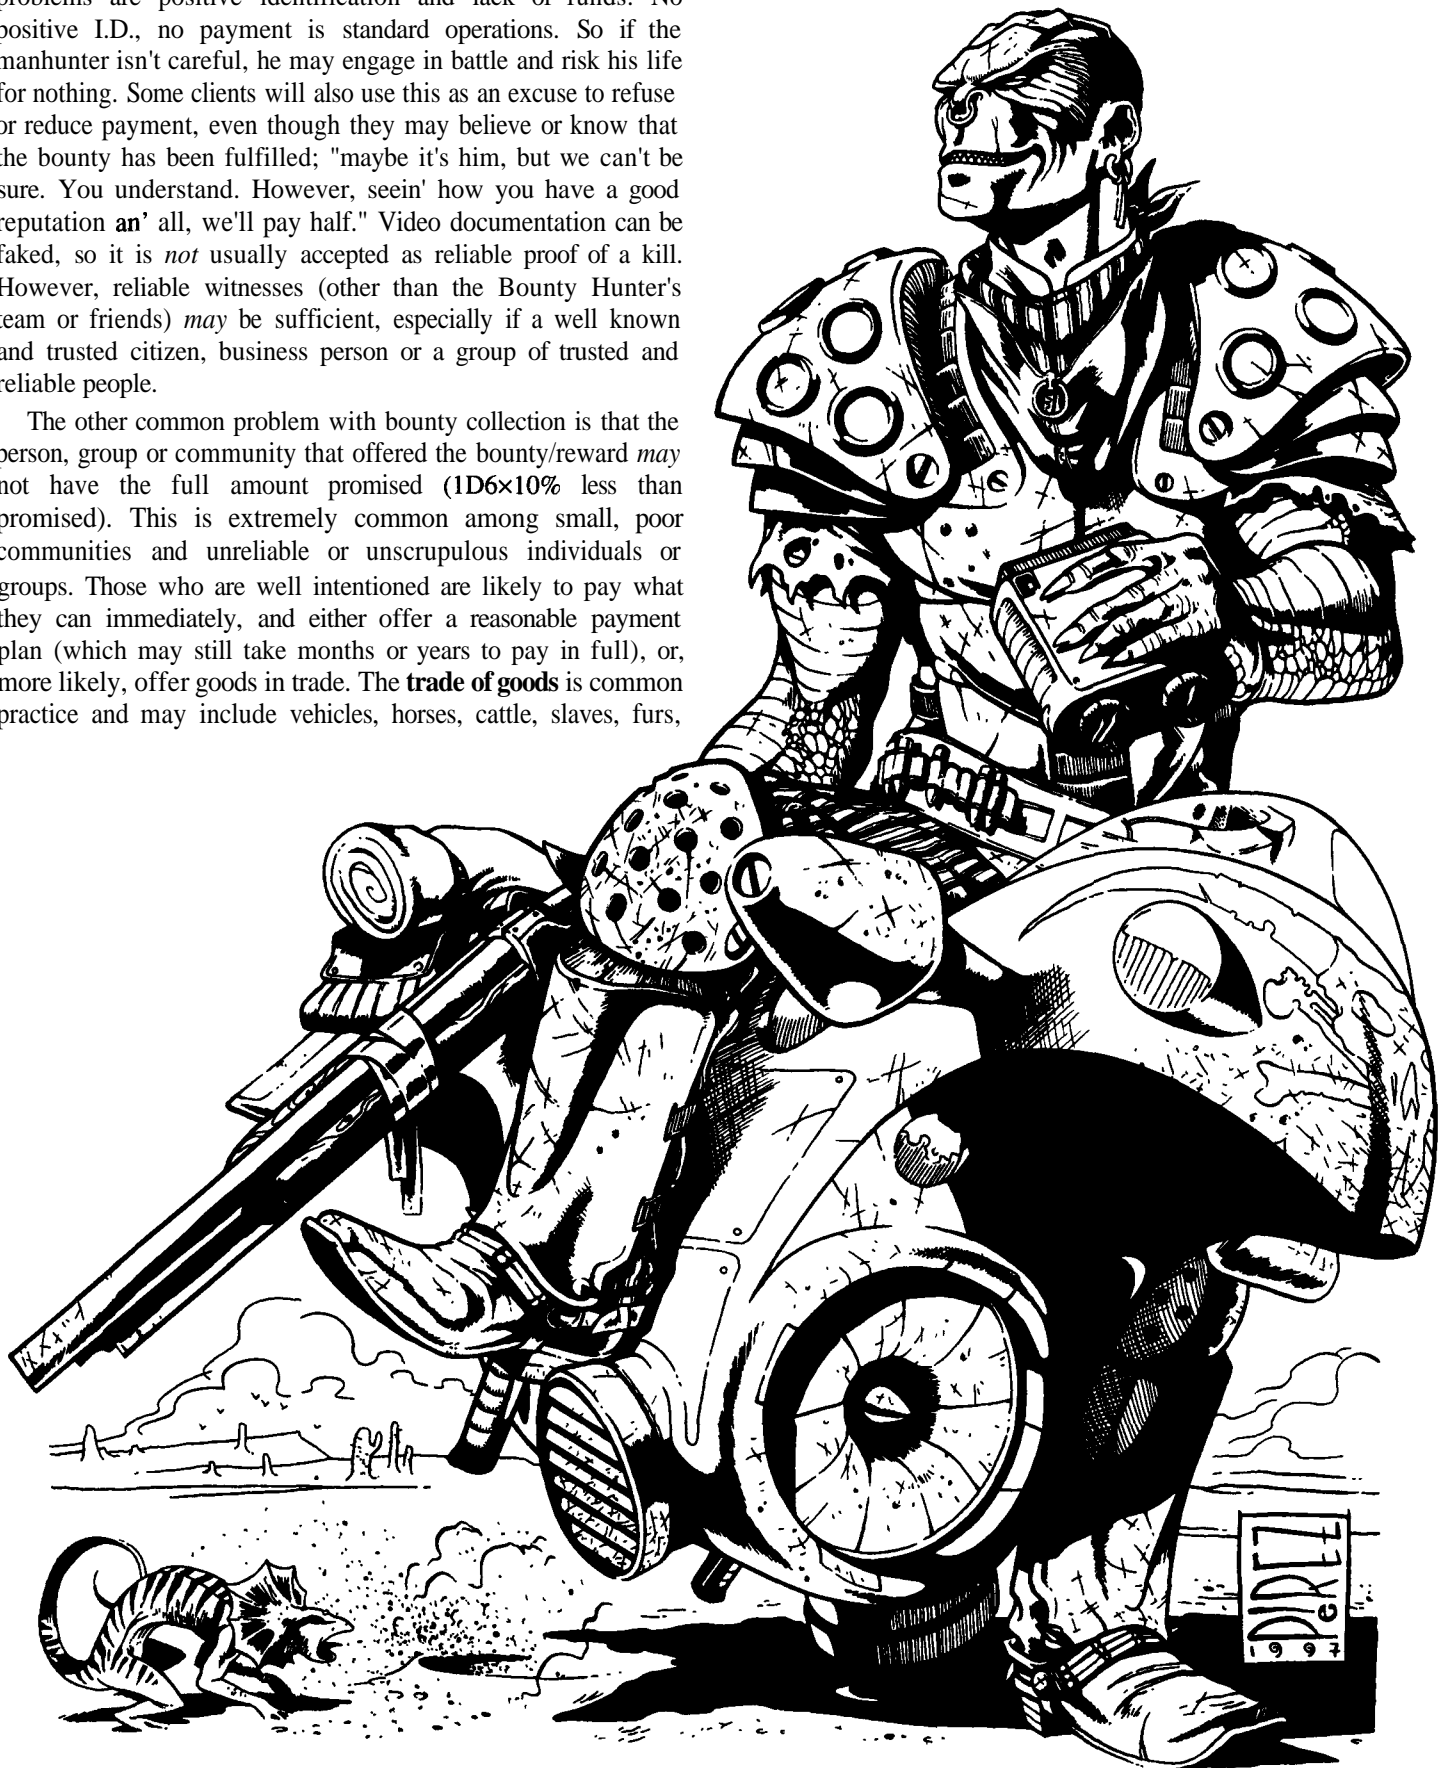 problems are positive identification and lack of funds. No
positive I.D., no payment is standard operations. So if the
manhunter isn't careful, he may engage in battle and risk his life
for nothing. Some clients will also use this as an excuse to refuse
or reduce payment, even though they may believe or know that
the bounty has been fulfilled; "maybe it's him, but we can't be
sure. You understand. However, seein' how you have a good
reputation an' all, we'll pay half." Video documentation can be
faked, so it is not usually accepted as reliable proof of a kill.
However, reliable witnesses (other than the Bounty Hunter's
team or friends) may be sufficient, especially if a well known
and trusted citizen, business person or a group of trusted and
reliable people.
The other common problem with bounty collection is that the
person, group or community that offered the bounty/reward may
not have the full amount promised (1D6×10% less than
promised). This is extremely common among small, poor
communities and unreliable or unscrupulous individuals or
groups. Those who are well intentioned are likely to pay what
they can immediately, and either offer a reasonable payment
plan (which may still take months or years to pay in full), or,
more likely, offer goods in trade. The trade of goods is common
practice and may include vehicles, horses, cattle, slaves, furs,
PEREZ
1997